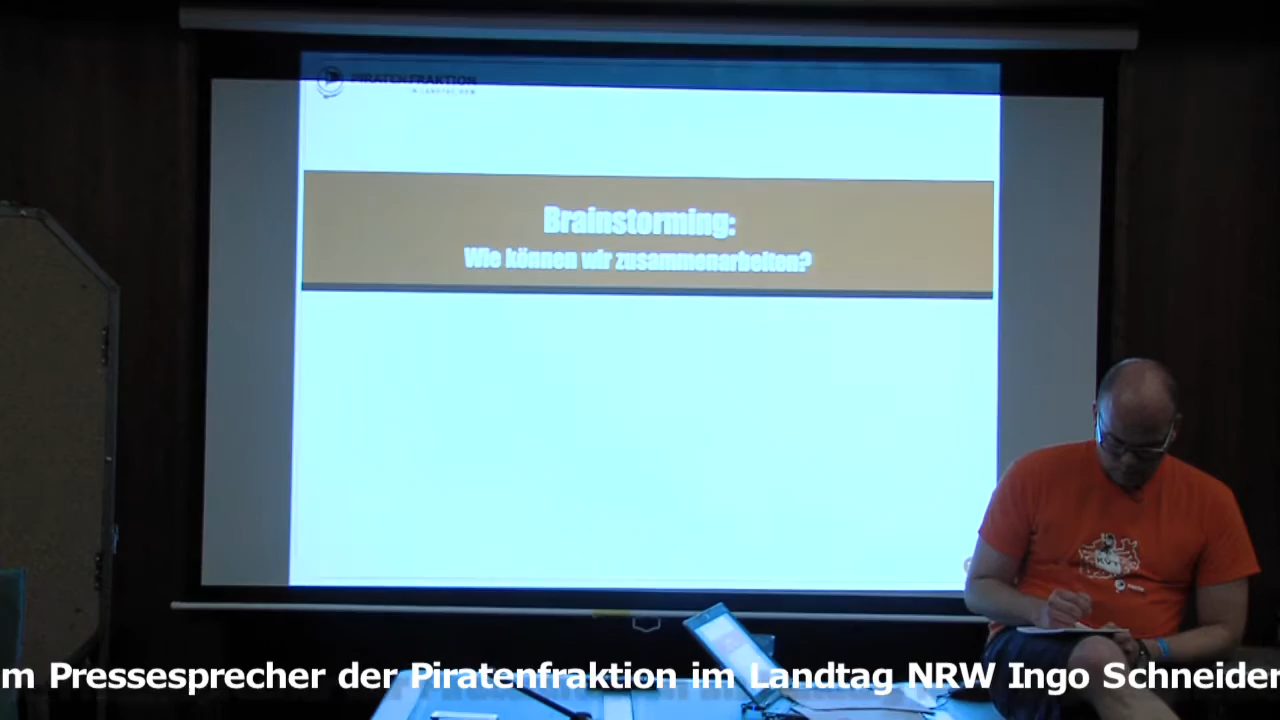 PIRATENFRAKTION
IM LANDTAG NRW
Brainstorming:
Wie können wir zusammenarbeiten?
m Pressesprecher der Piratenfraktion im Landtag NRW Ingo Schneider